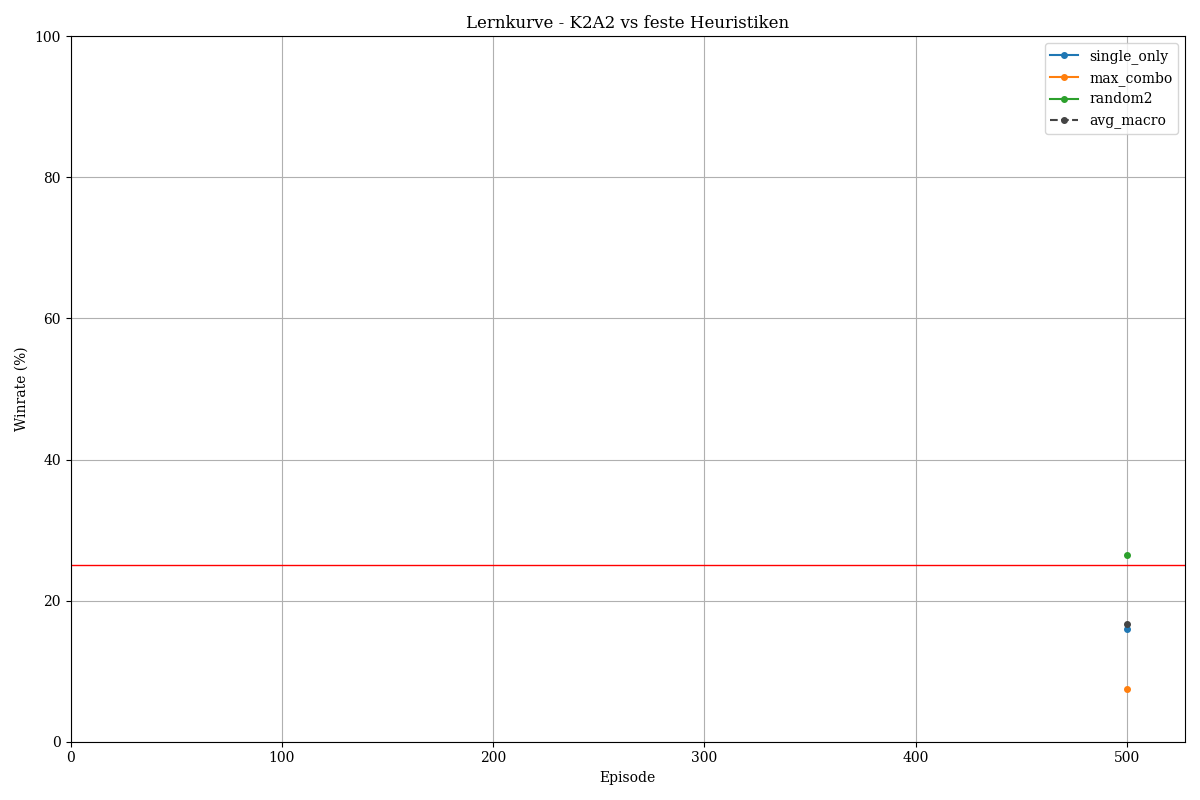 Lernkurve - K2A2 vs feste Heuristiken
100
80
60
40
20
0
Winrate (%)
single_only
max_combo
random2
avg_macro
0 100 200 300 400 500
Episode